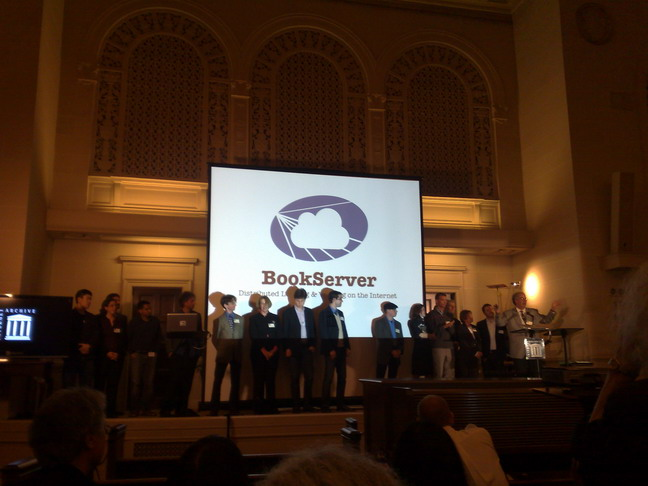 BookServer
Distributed L & V g on the Internet
ARCHIVE